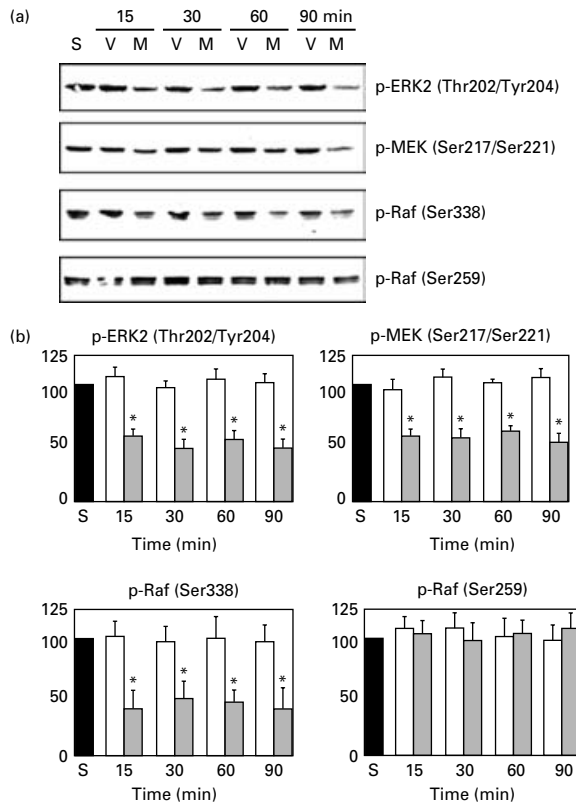 (a)
15 30 60 90 min
S V M V M V M V M
p-ERK2 (Thr202/Tyr204)
p-MEK (Ser217/Ser221)
p-Raf (Ser338)
p-Raf (Ser259)
(b)
p-ERK2 (Thr202/Tyr204)
125
100
50
0
* * * *
S 15 30 60 90
Time (min)
p-MEK (Ser217/Ser221)
125
100
50
0
* * * *
S 15 30 60 90
Time (min)
p-Raf (Ser338)
125
100
50
0
* * * *
S 15 30 60 90
Time (min)
p-Raf (Ser259)
125
100
50
0
S 15 30 60 90
Time (min)